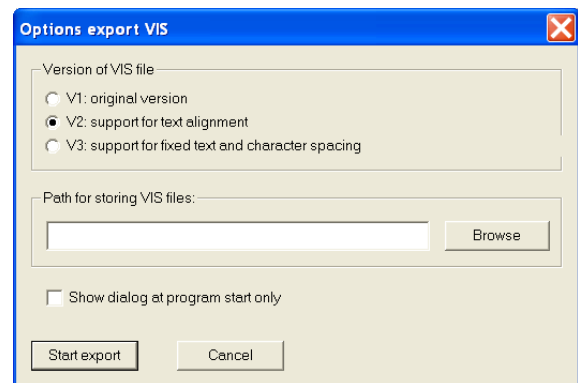 Options export VIS
Version of VIS file
V1: original version
V2: support for text alignment
V3: support for fixed text and character spacing
Path for storing VIS files:
Browse
Show dialog at program start only
Start export Cancel